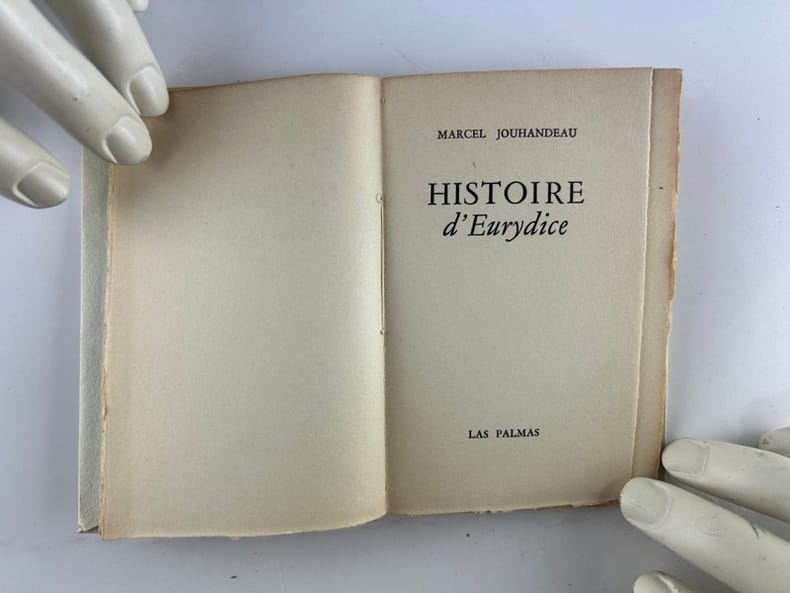 MARCEL JOUHANDEAU
HISTOIRE
d'Eurydice
LAS PALMAS